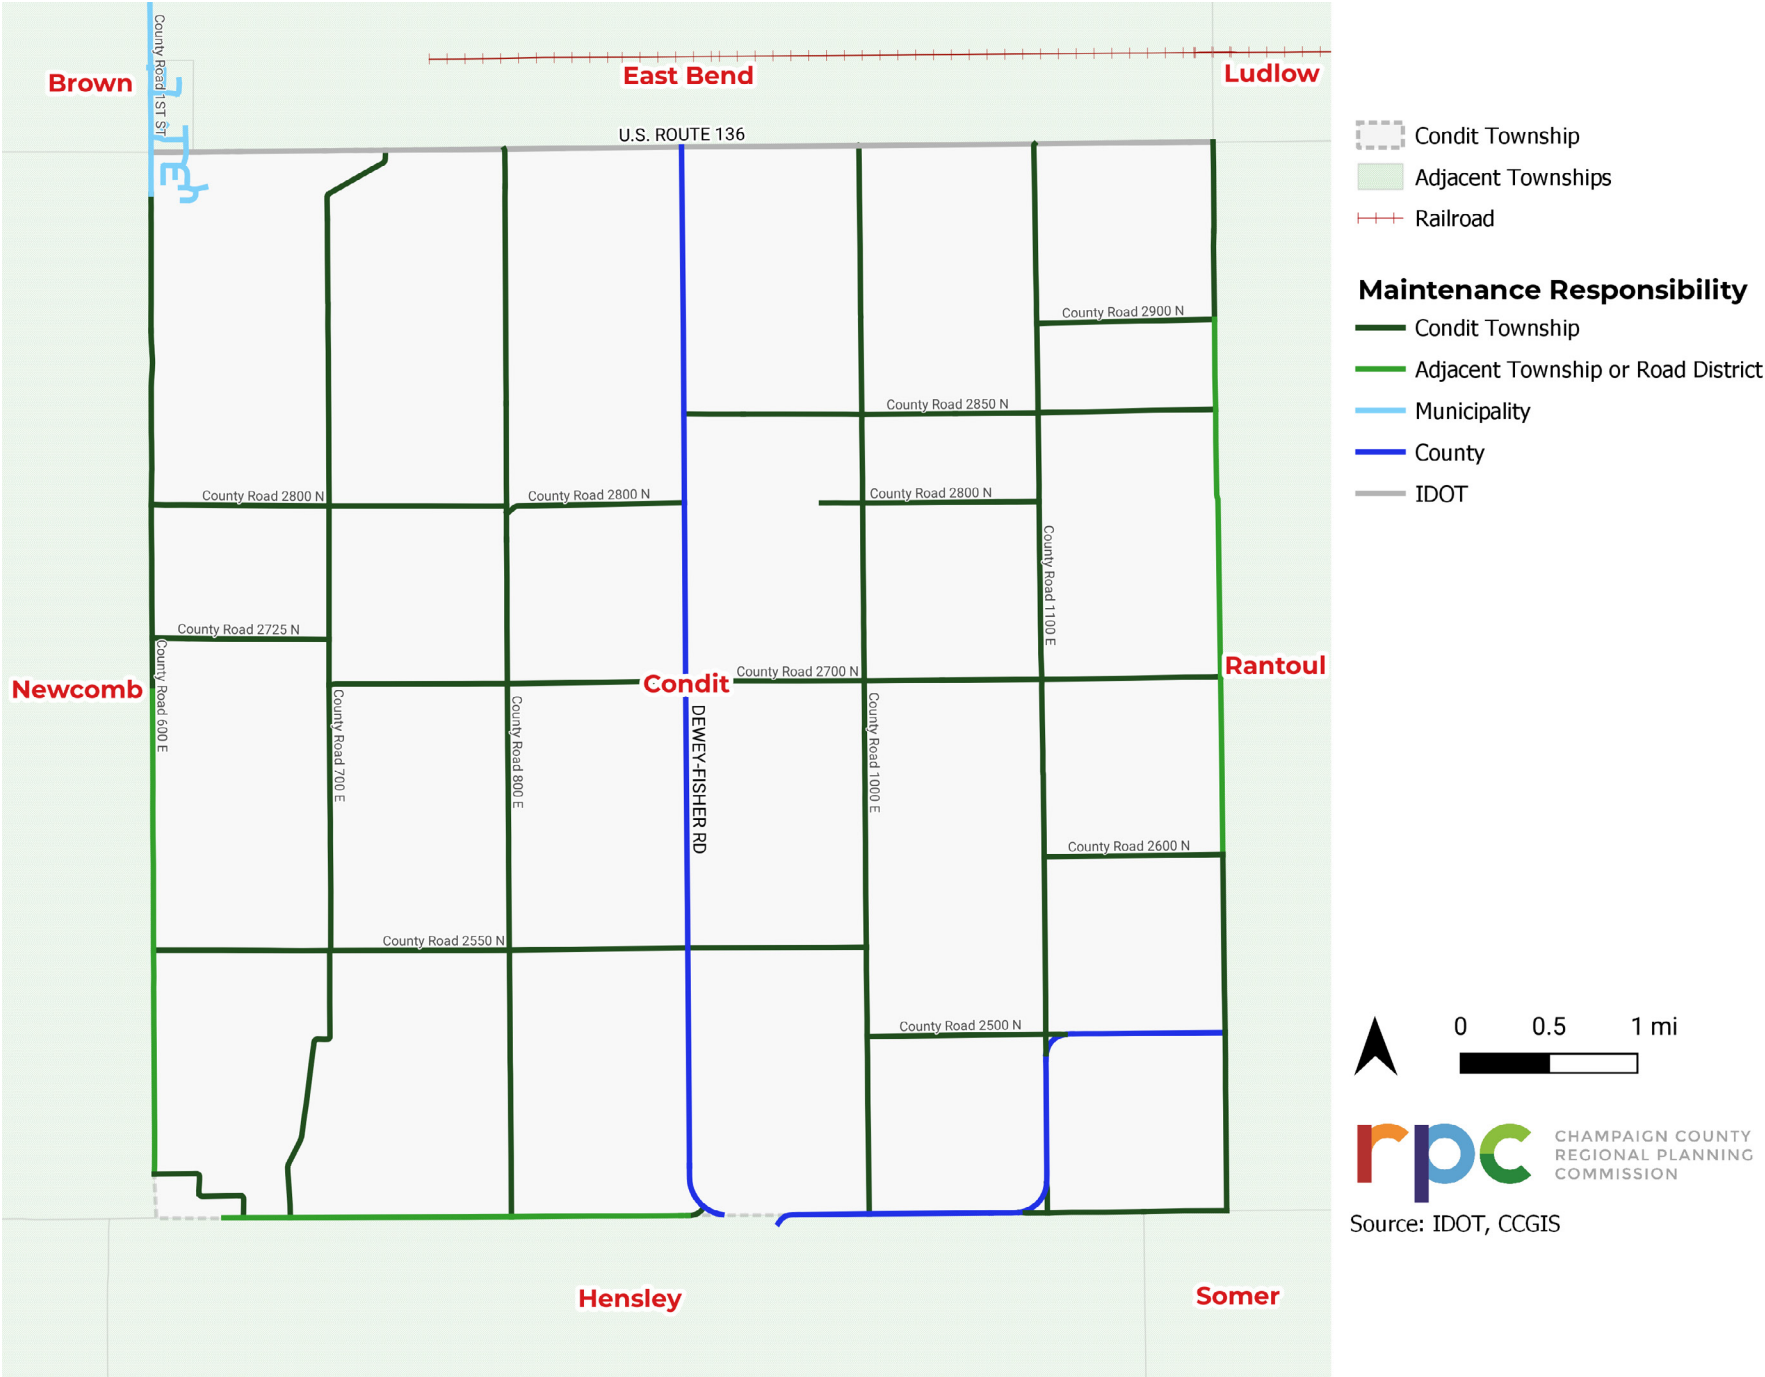 County Road 1ST ST
Brown
East Bend
Ludlow
U.S. ROUTE 136
County Road 2900 N
County Road 2850 N
County Road 2800 N
County Road 2800 N
County Road 2800 N
County Road 1100 E
County Road 2725 N
County Road 600 E
Newcomb
Condit
County Road 2700 N
Rantoul
County Road 700 E
County Road 800 E
DEWEY-FISHER RD
County Road 1000 E
County Road 2600 N
County Road 2550 N
County Road 2500 N
Hensley
Somer
Condit Township
Adjacent Townships
Railroad
Maintenance Responsibility
Condit Township
Adjacent Township or Road District
Municipality
County
IDOT
0 0.5 1 mi
rpc
CHAMPAIGN COUNTY
REGIONAL PLANNING
COMMISSION
Source: IDOT, CCGIS